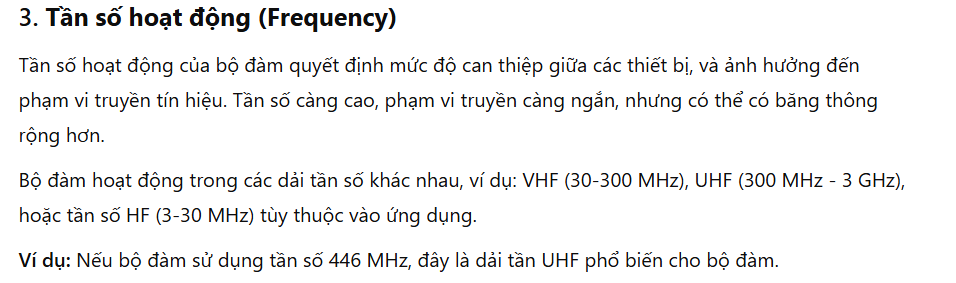 3. Tần số hoạt động (Frequency)
Tần số hoạt động của bộ đàm quyết định mức độ can thiệp giữa các thiết bị, và ảnh hưởng đến
phạm vi truyền tín hiệu. Tần số càng cao, phạm vi truyền càng ngắn, nhưng có thể có băng thông
rộng hơn.
Bộ đàm hoạt động trong các dải tần số khác nhau, ví dụ: VHF (30-300 MHz), UHF (300 MHz - 3 GHz),
hoặc tần số HF (3-30 MHz) tùy thuộc vào ứng dụng.
Ví dụ: Nếu bộ đàm sử dụng tần số 446 MHz, đây là dải tần UHF phổ biến cho bộ đàm.